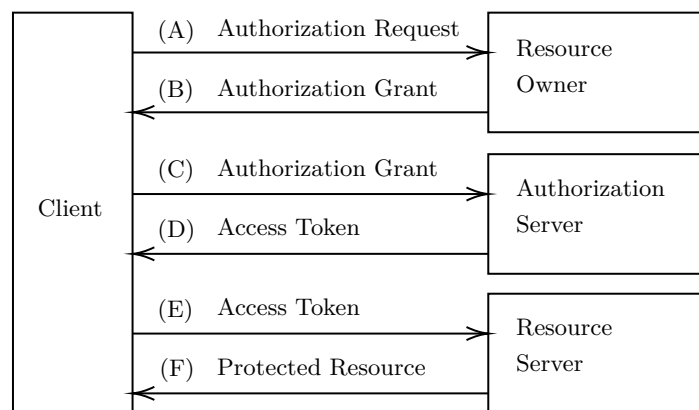 (A) Authorization Request
Resource
Owner
(B) Authorization Grant
(C) Authorization Grant
Authorization
Server
Client
(D) Access Token
(E) Access Token
Resource
Server
(F) Protected Resource